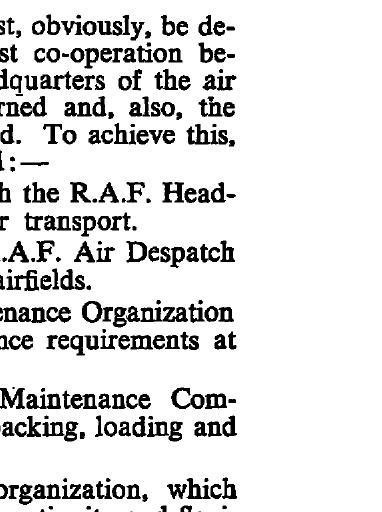 st, obviously, be de-
st co-operation be-
dquarters of the air
rned and, also, the
d. To achieve this,
:—
h the R.A.F. Head-
r transport.
.A.F. Air Despatch
airfields.
enance Organization
nce requirements at
Maintenance Com-
packing, loading and
organization, which